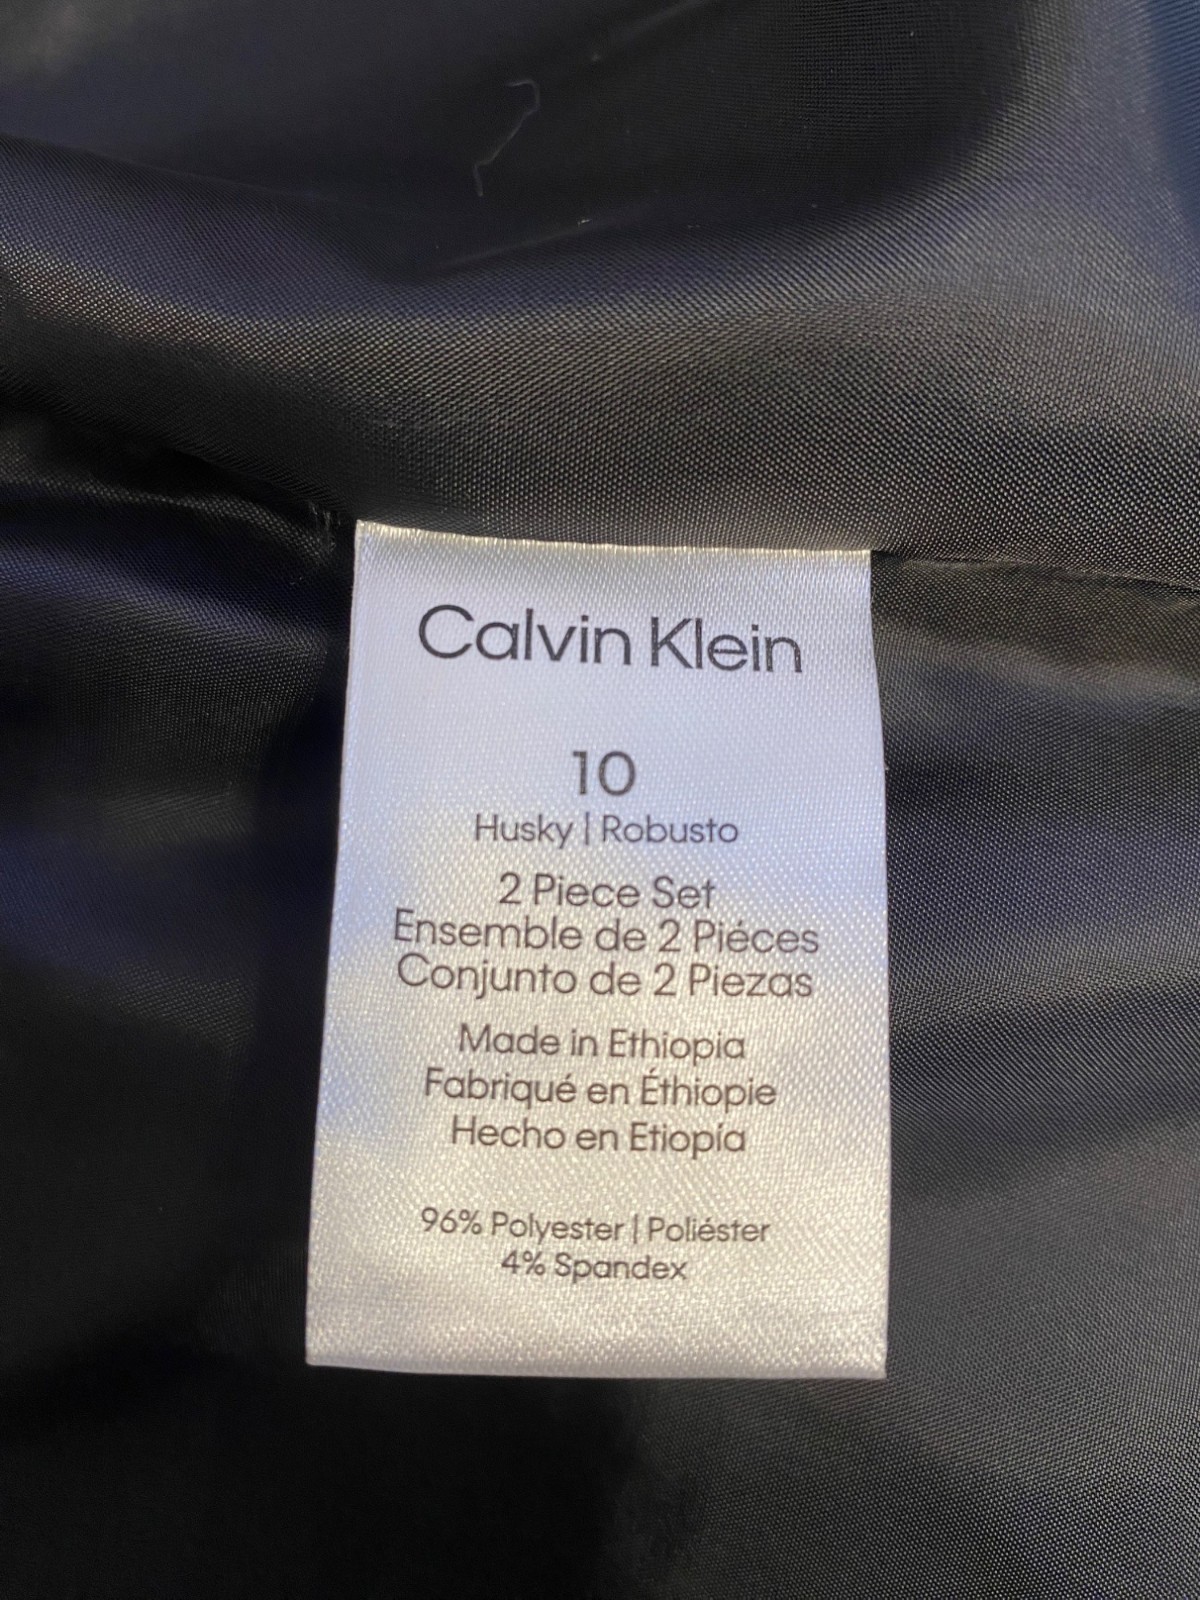 Calvin Klein
10
Husky | Robusto
2 Piece Set
Ensemble de 2 Piéces
Conjunto de 2 Piezas
Made in Ethiopia
Fabriqué en Éthiopie
Hecho en Etiopía
96% Polyester | Poliéster
4% Spandex